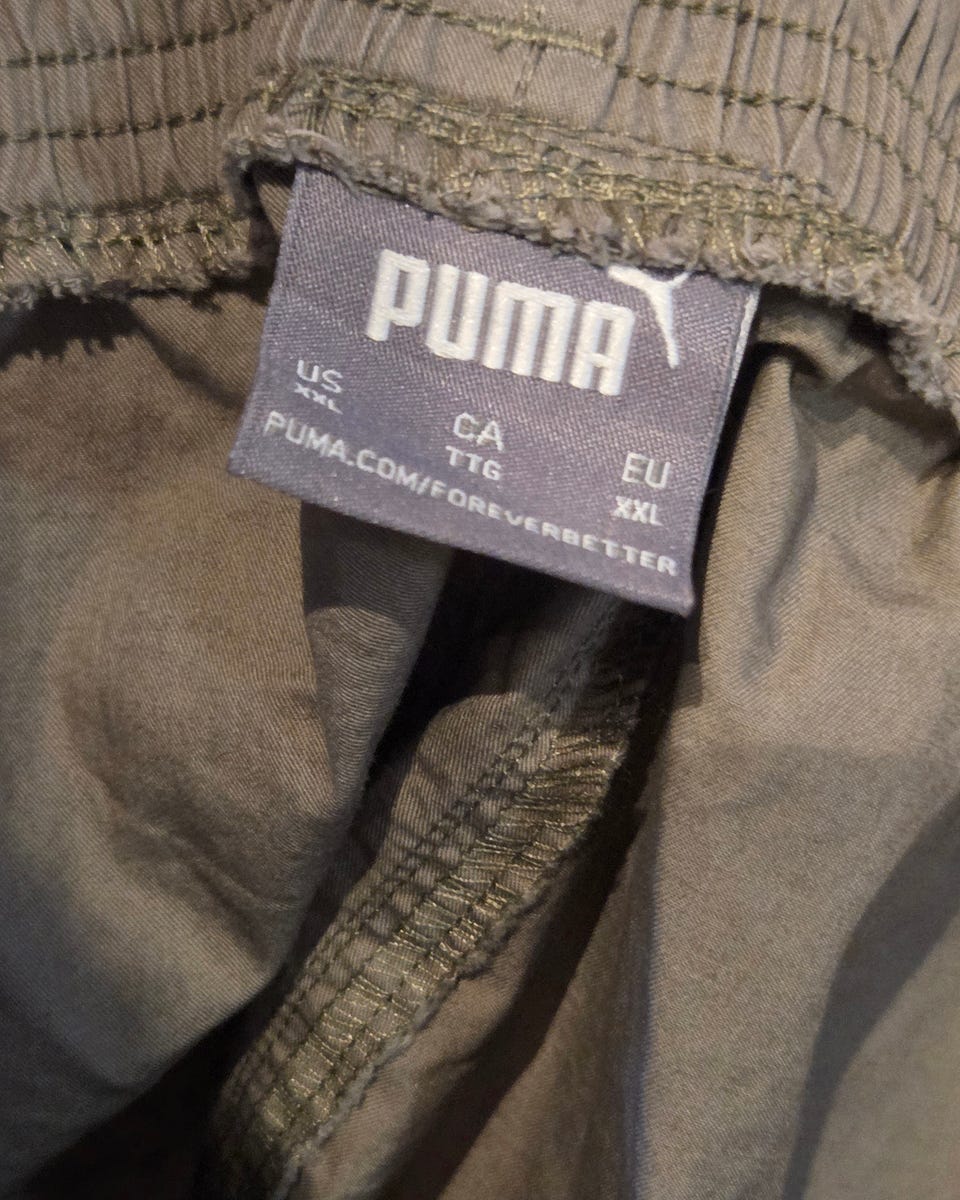 PUMA
US CA EU
XXL TTG XXL
PUMA.COM/FOREVERBETTER